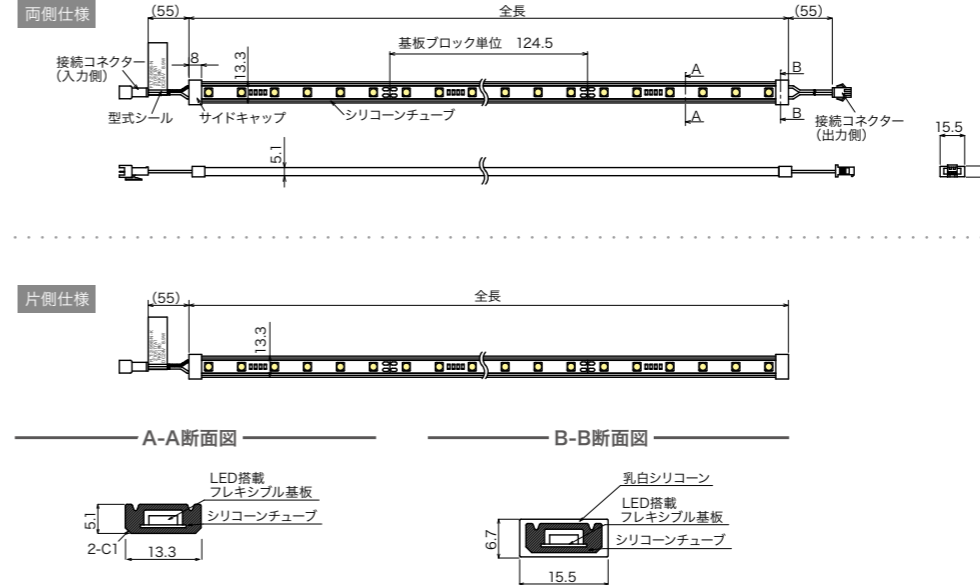 両側仕様
(55)
全長
(55)
基板ブロック単位 124.5
接続コネクター
(入力側)
8
13.3
A
B
型式シール
サイドキャップ
シリコーンチューブ
A
B
接続コネクター
(出力側)
15.5
5.1
片側仕様
(55)
全長
13.3
A-A断面図
B-B断面図
LED搭載
フレキシブル基板
シリコーンチューブ
5.1
2-C1
13.3
乳白シリコーン
LED搭載
フレキシブル基板
シリコーンチューブ
6.7
15.5